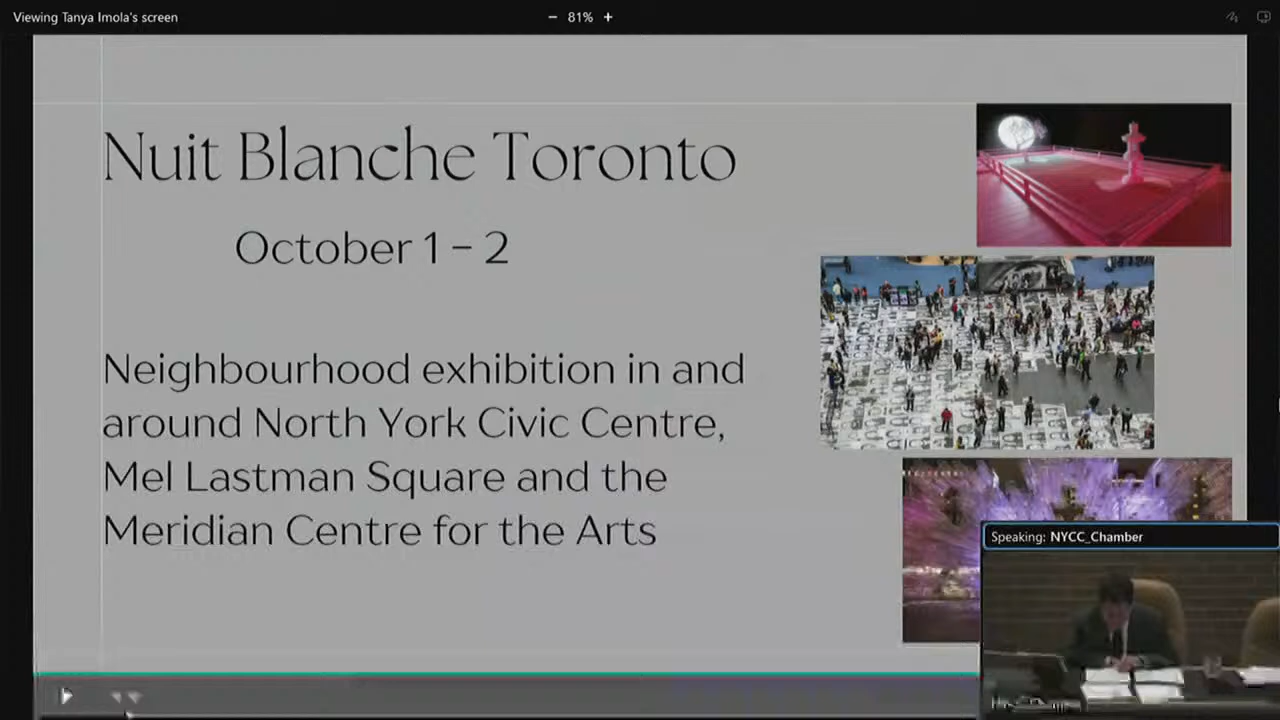 Viewing Tanya Imola's screen
− 81% +
Nuit Blanche Toronto
October 1 – 2
Neighbourhood exhibition in and
around North York Civic Centre,
Mel Lastman Square and the
Meridian Centre for the Arts
Speaking: NYCC_Chamber